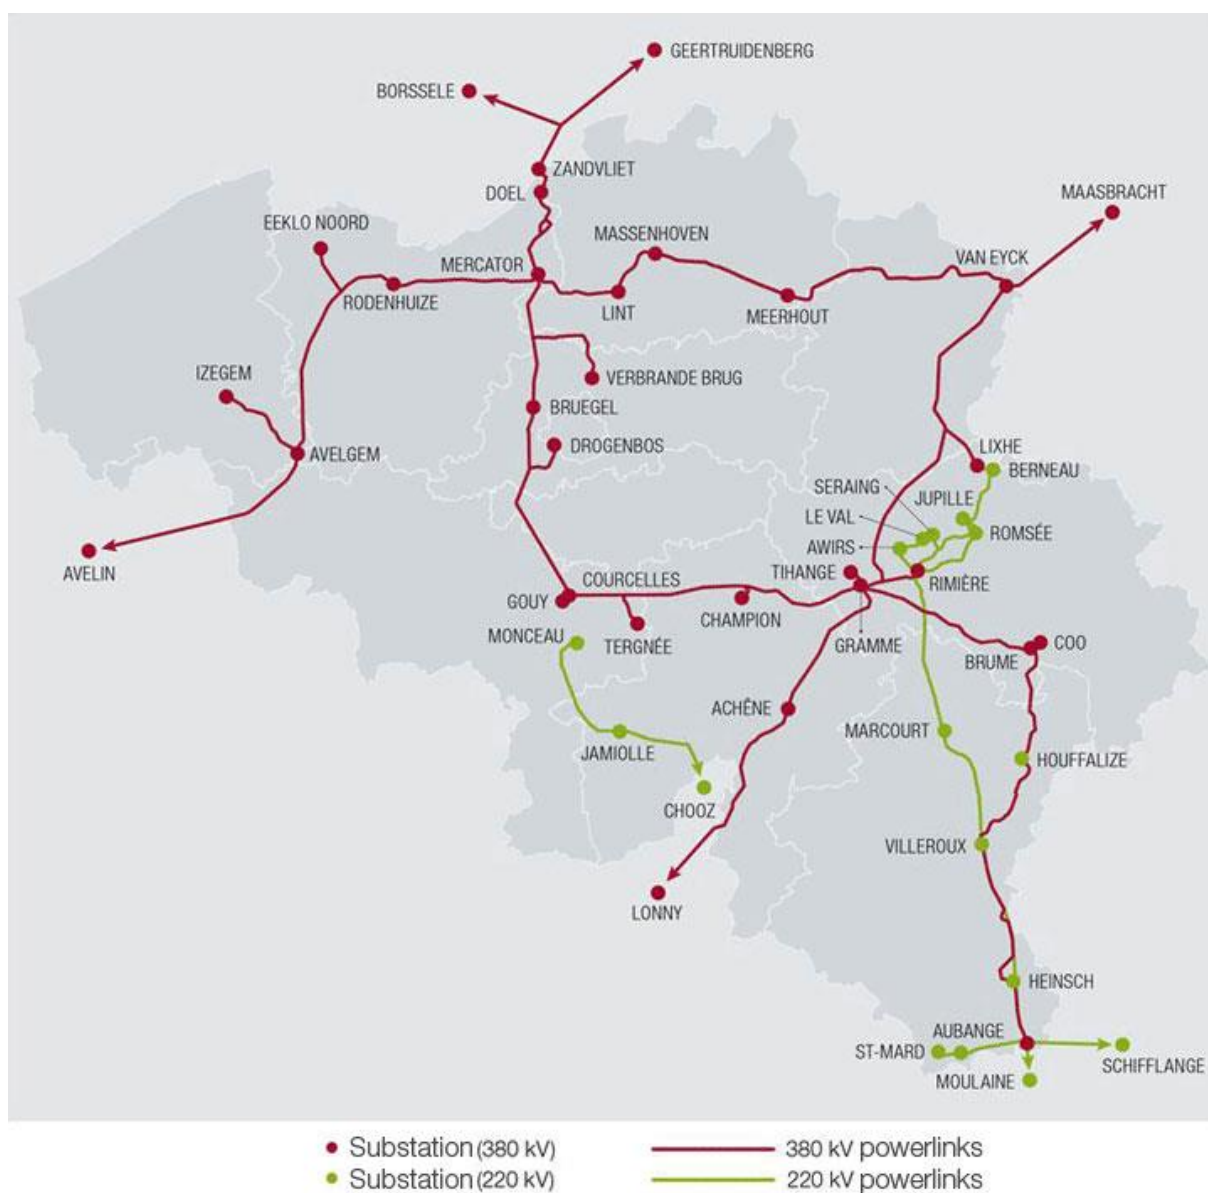 GEERTRUIDENBERG
BORSSELE
ZANDVLIET
DOEL
MAASBRACHT
EEKLO NOORD
MASSENHOVEN
MERCATOR
VAN EYCK
RODENHUIZE
LINT
MEERHOUT
IZEGEM
VERBRANDE BRUG
BRUEGEL
DROGENBOS
AVELGEM
LIXHE
BERNEAU
SERAING
JUPILLE
LE VAL
ROMSÉE
AWIRS
AVELIN
TIHANGE
COURCELLES
RIMIÈRE
GOUY
CHAMPION
MONCEAU
TERGNÉE
GRAMME
COO
BRUME
ACHÊNE
MARCOURT
JAMIOLLE
HOUFFALIZE
CHOOZ
VILLEROUX
LONNY
HEINSCH
AUBANGE
ST-MARD
SCHIFFLANGE
MOULAINE
Substation (380 kV)
380 kV powerlinks
Substation (220 kV)
220 kV powerlinks